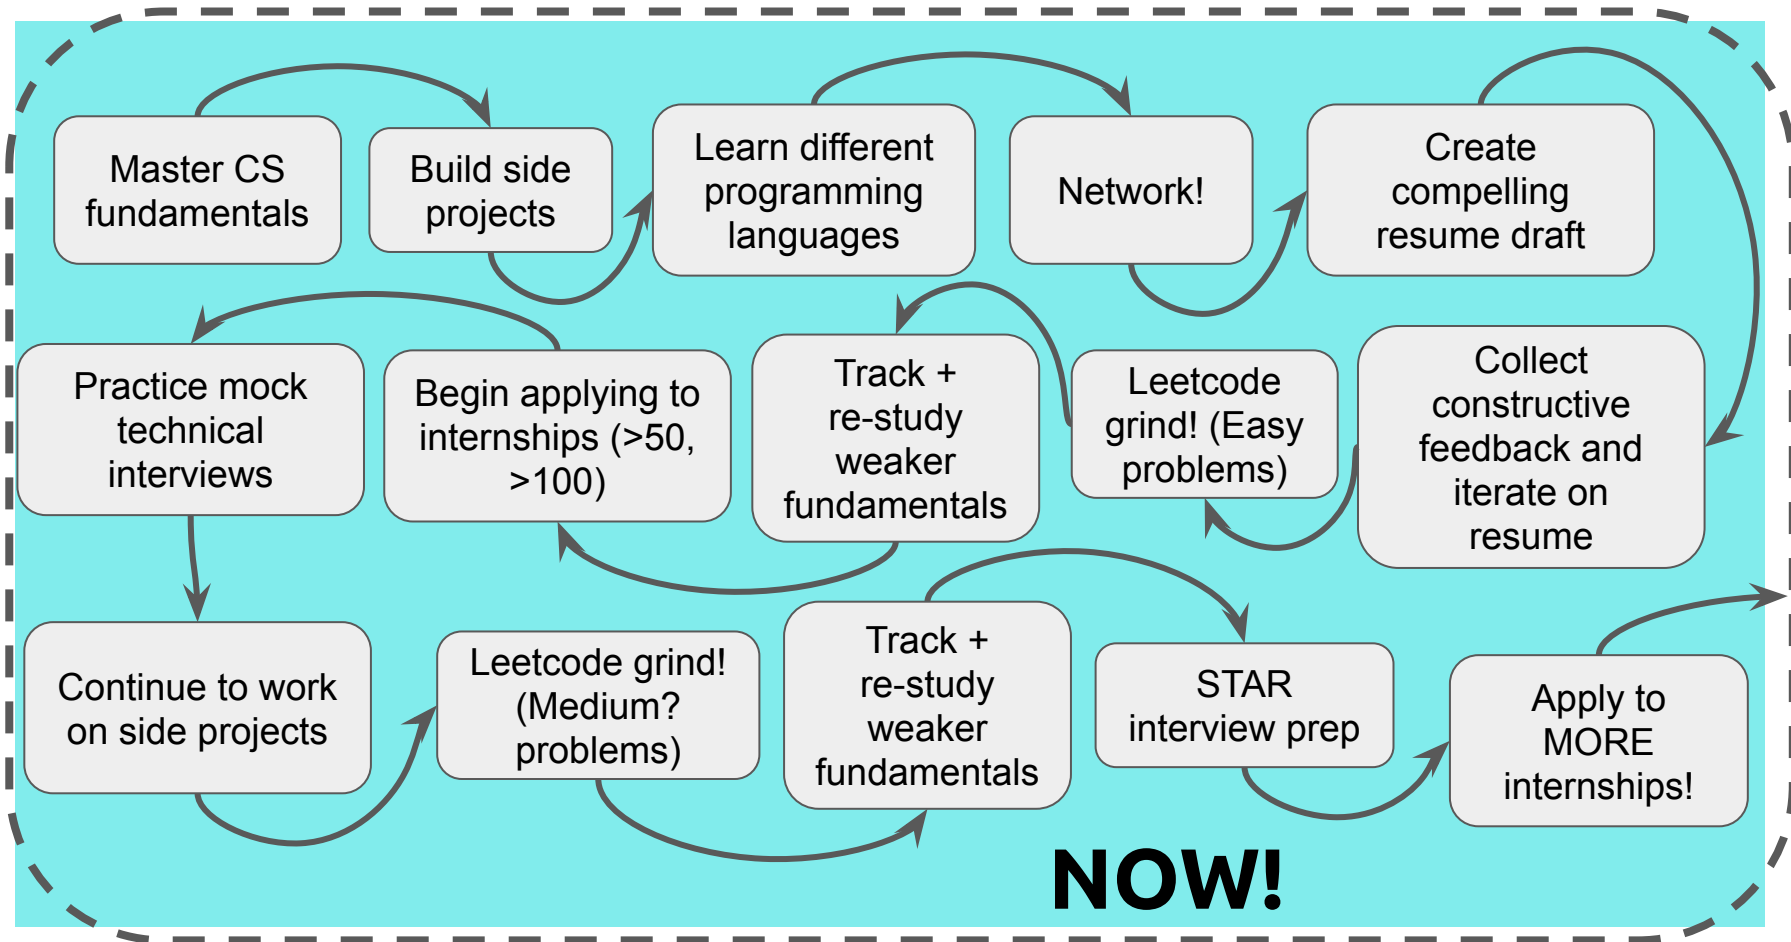 Master CS
fundamentals
Build side
projects
Learn different
programming
languages
Network!
Create
compelling
resume draft
Collect
constructive
feedback and
iterate on
resume
Leetcode
grind! (Easy
problems)
Track +
re-study
weaker
fundamentals
Begin applying to
internships (>50,
>100)
Practice mock
technical
interviews
Continue to work
on side projects
Leetcode grind!
(Medium?
problems)
Track +
re-study
weaker
fundamentals
STAR
interview prep
Apply to
MORE
internships!
NOW!